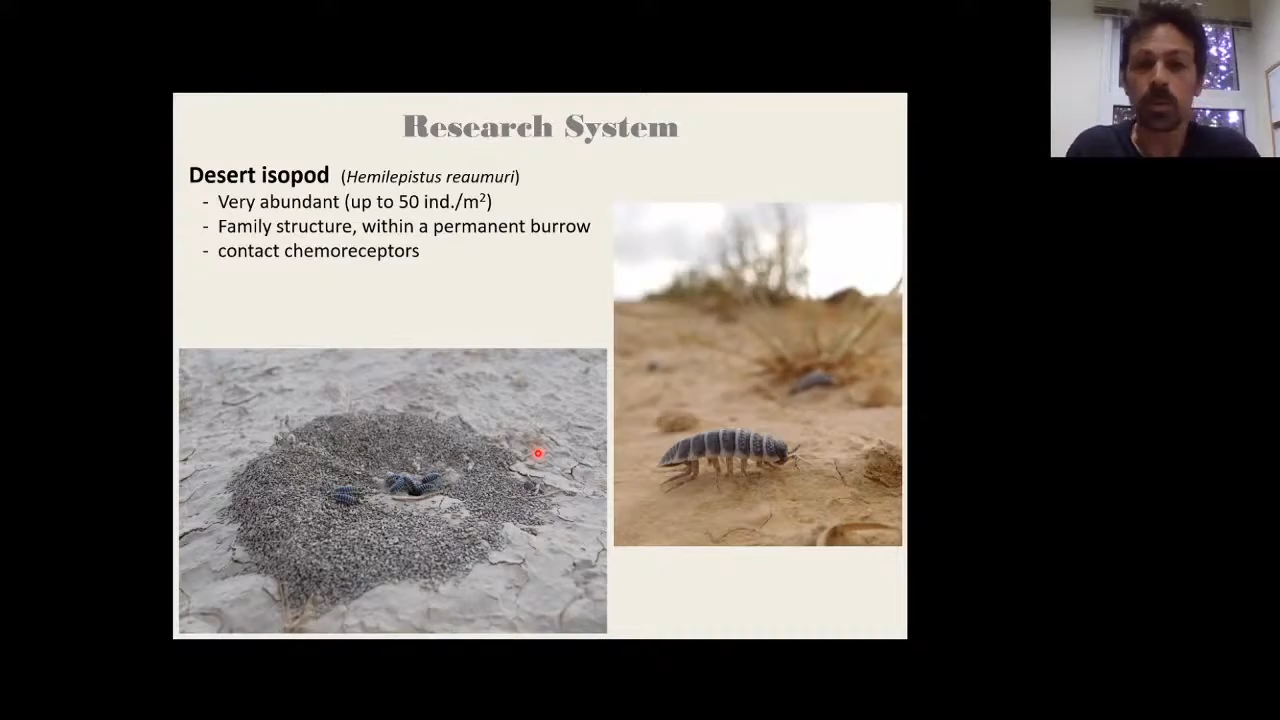 Research System
Desert isopod (Hemilepistus reaumuri)
- Very abundant (up to 50 ind./m²)
- Family structure, within a permanent burrow
- contact chemoreceptors